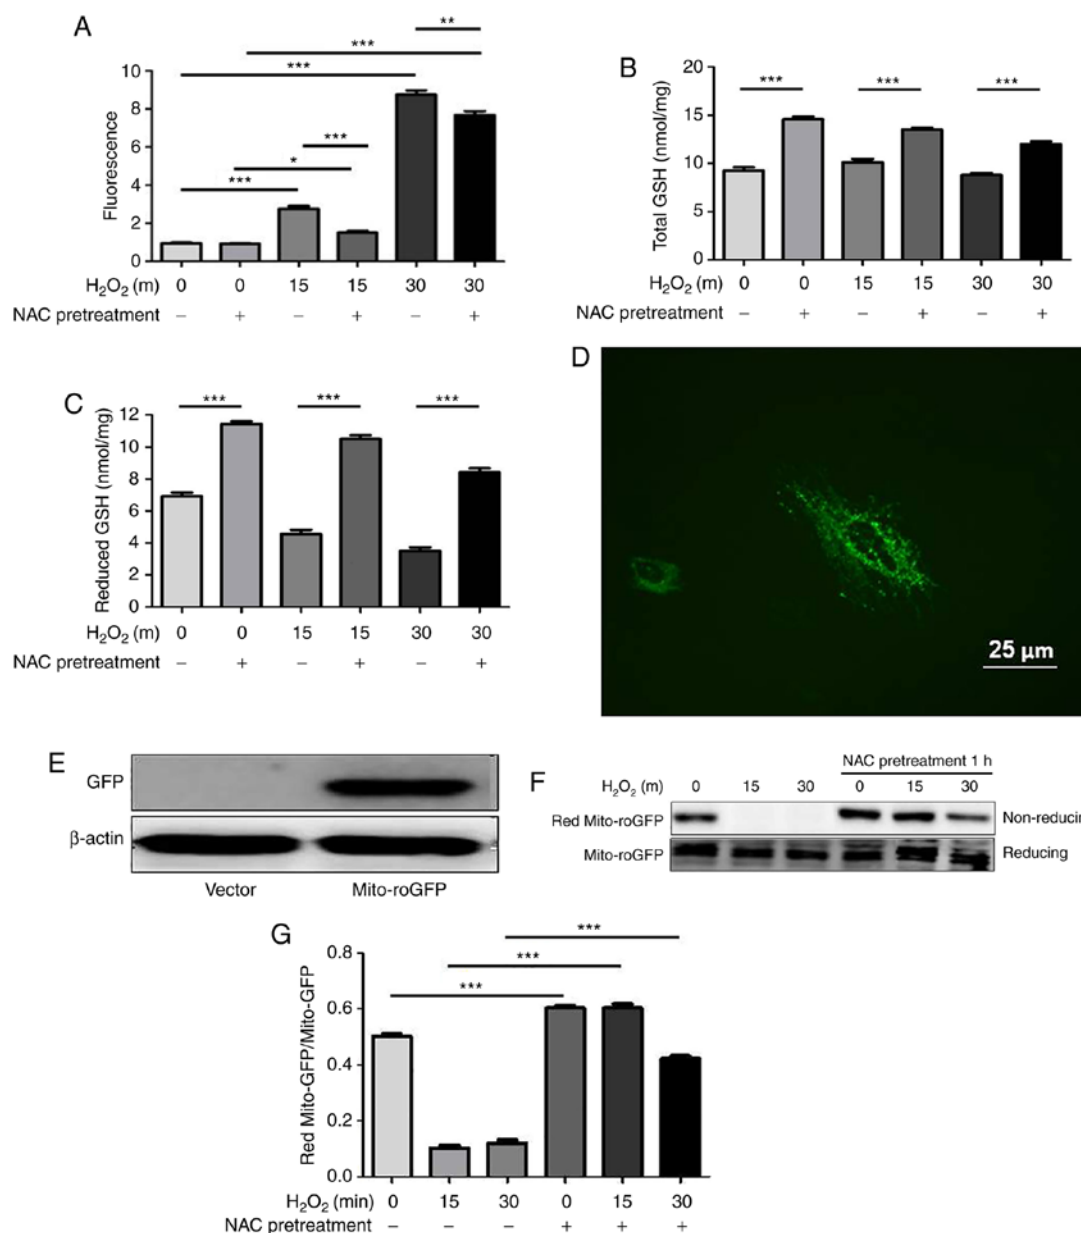 A
**
***
***
***
*
***
Fluorescence
10
8
6
4
2
0
H₂O₂ (m) 0 0 15 15 30 30
NAC pretreatment – + – + – +
B
*** *** ***
Total GSH (nmol/mg)
20
15
10
5
0
H₂O₂ (m) 0 0 15 15 30 30
NAC pretreatment – + – + – +
C
*** *** ***
Reduced GSH (nmol/mg)
12
10
8
6
4
2
0
H₂O₂ (m) 0 0 15 15 30 30
NAC pretreatment – + – + – +
D
25 µm
E
GFP
β-actin
Vector Mito-roGFP
F
NAC pretreatment 1 h
H₂O₂ (m) 0 15 30 0 15 30
Red Mito-roGFP Non-reducin
Mito-roGFP Reducing
G
***
***
***
Red Mito-GFP/Mito-GFP
0.8
0.6
0.4
0.2
0.0
H₂O₂ (min) 0 15 30 0 15 30
NAC pretreatment – – – + + +